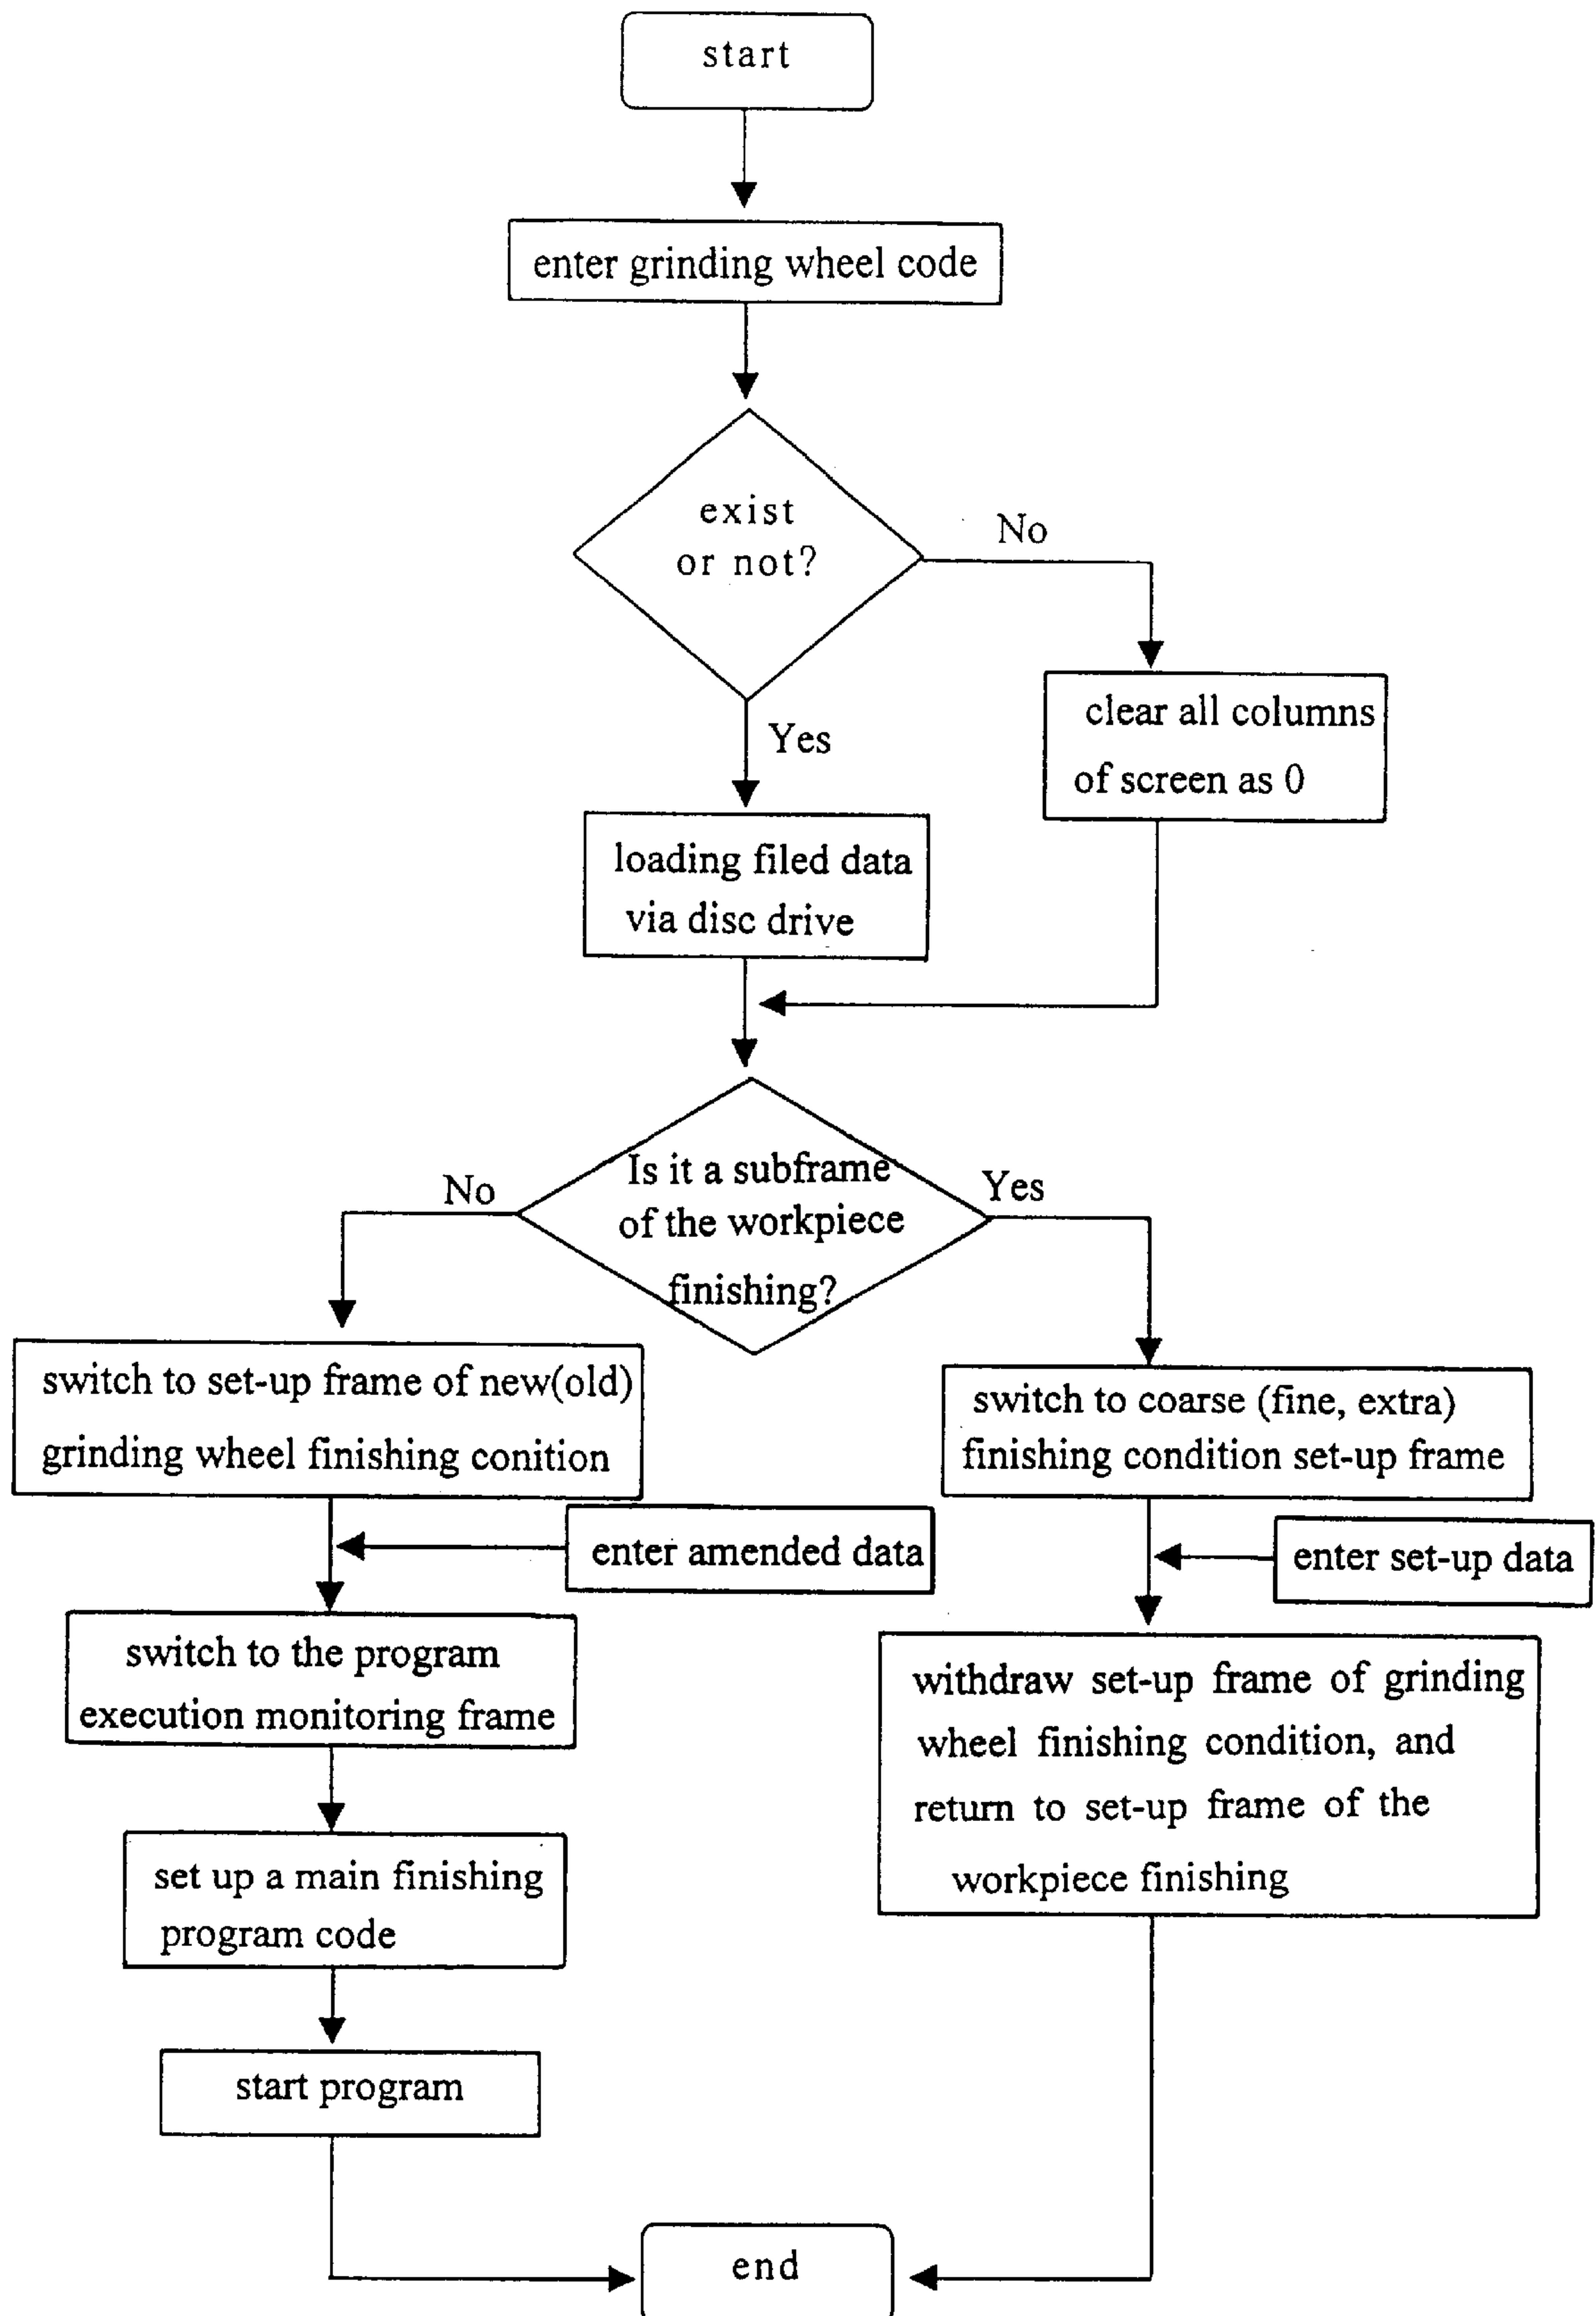 start
enter grinding wheel code
exist
or not?
No
Yes
clear all columns
of screen as 0
loading filed data
via disc drive
Is it a subframe
of the workpiece
finishing?
No
Yes
switch to set-up frame of new(old)
grinding wheel finishing conition
switch to coarse (fine, extra)
finishing condition set-up frame
enter amended data
enter set-up data
switch to the program
execution monitoring frame
withdraw set-up frame of grinding
wheel finishing condition, and
return to set-up frame of the
workpiece finishing
set up a main finishing
program code
start program
end